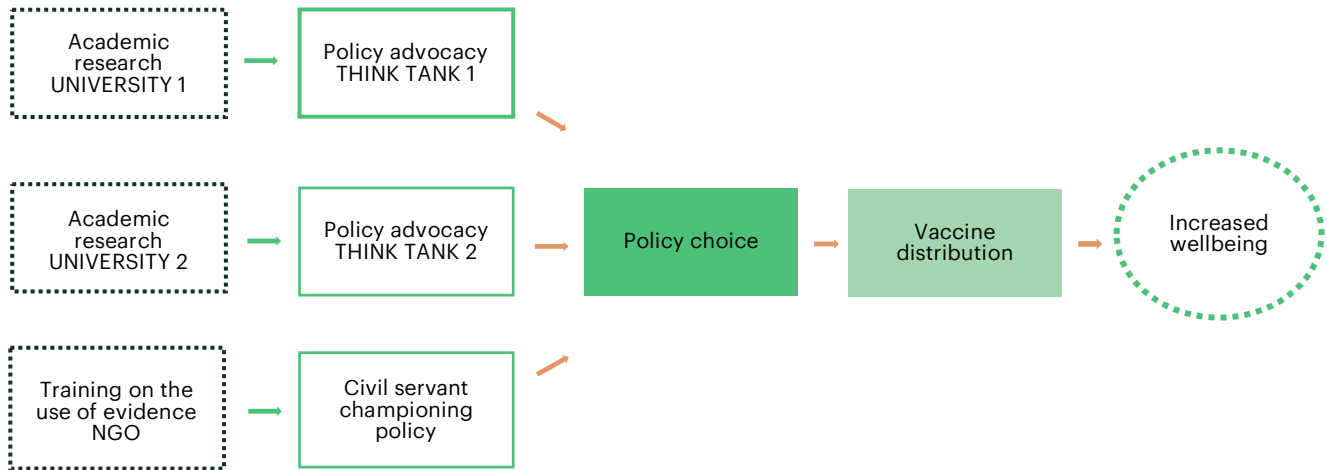 Academic
research
UNIVERSITY 1
Policy advocacy
THINK TANK 1
Academic
research
UNIVERSITY 2
Policy advocacy
THINK TANK 2
Policy choice
Vaccine
distribution
Increased
wellbeing
Training on the
use of evidence
NGO
Civil servant
championing
policy